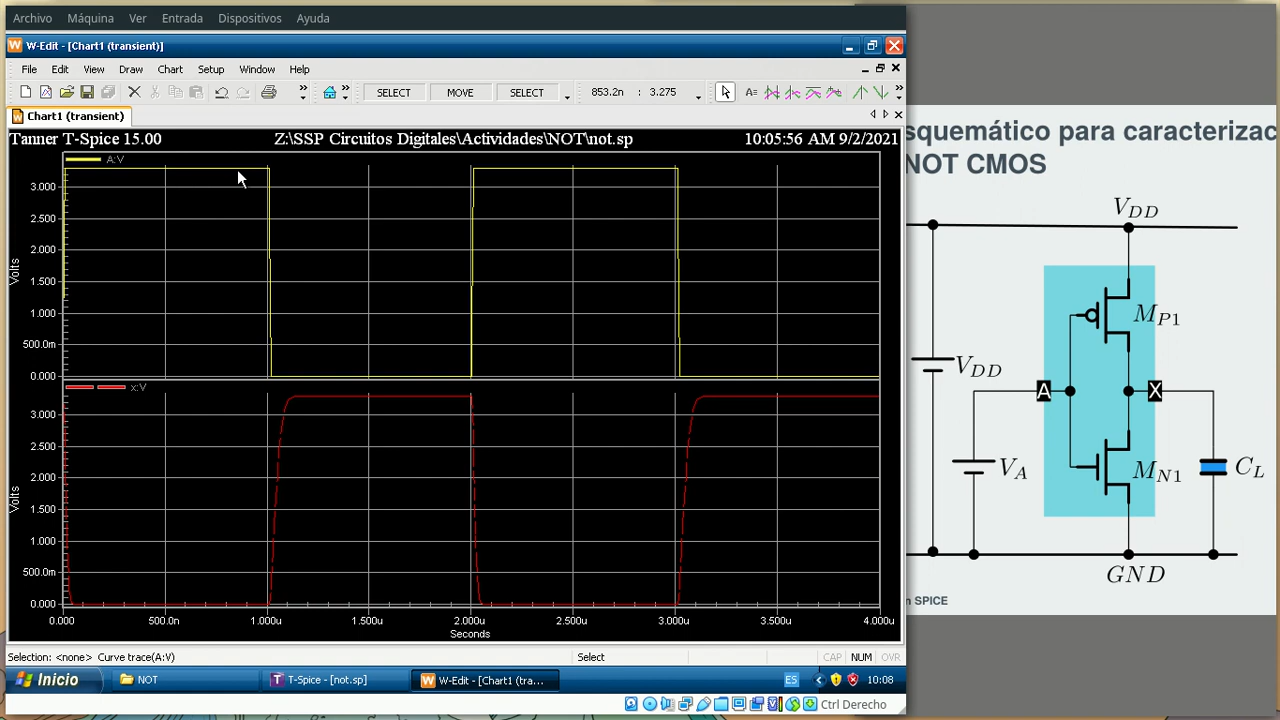 Archivo Máquina Ver Entrada Dispositivos Ayuda
W-Edit - [Chart1 (transient)]
File Edit View Draw Chart Setup Window Help
SELECT MOVE SELECT 853.2n : 3.275
Chart1 (transient)
Tanner T-Spice 15.00 Z:\SSP Circuitos Digitales\Actividades\NOT\not.sp 10:05:56 AM 9/2/2021
A:V
3.000
2.500
2.000
1.500
1.000
500.0m
0.000
Volts
x:V
3.000
2.500
2.000
1.500
1.000
500.0m
0.000
Volts
0.000 500.0n 1.000u 1.500u 2.000u 2.500u 3.000u 3.500u 4.000u
Seconds
Selection: <none> Curve trace(A:V) Select CAP NUM OVR
Inicio NOT T-Spice - [not.sp] W-Edit - [Chart1 (tra... ES 10:08
Ctrl Derecho
squemático para caracterizac
NOT CMOS
VDD
MP1
VDD
A X
VA MN1 CL
GND
n SPICE